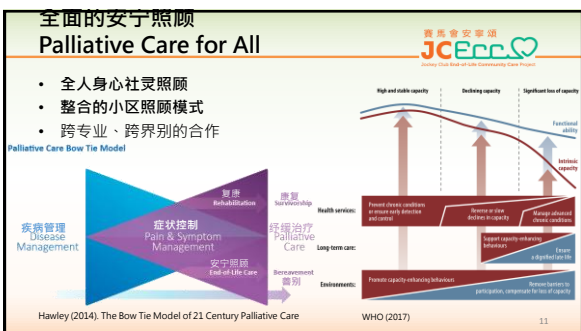 全面的安宁照顾
Palliative Care for All
賽馬會安寧頌
JCECC
Jockey Club End-of-Life Community Care Project
• 全人身心社灵照顾
• 整合的小区照顾模式
• 跨专业、跨界别的合作
Palliative Care Bow Tie Model
疾病管理
Disease
Management
症状控制
Pain & Symptom
Management
复康
Rehabilitation
安宁照顾
End-of-Life Care
康复
Survivorship
纾缓治疗
Palliative
Care
Bereavement
善别
High and stable capacity
Declining capacity
Significant loss of capacity
Functional
ability
Intrinsic
capacity
Health services:
Prevent chronic conditions
or ensure early detection
and control
Reverse or slow
declines in capacity
Manage advanced
chronic conditions
Long-term care:
Support capacity-enhancing
behaviours
Ensure
a dignified late life
Environments:
Promote capacity-enhancing behaviours
Remove barriers to
participation, compensate for loss of capacity
Hawley (2014). The Bow Tie Model of 21 Century Palliative Care
WHO (2017)
11